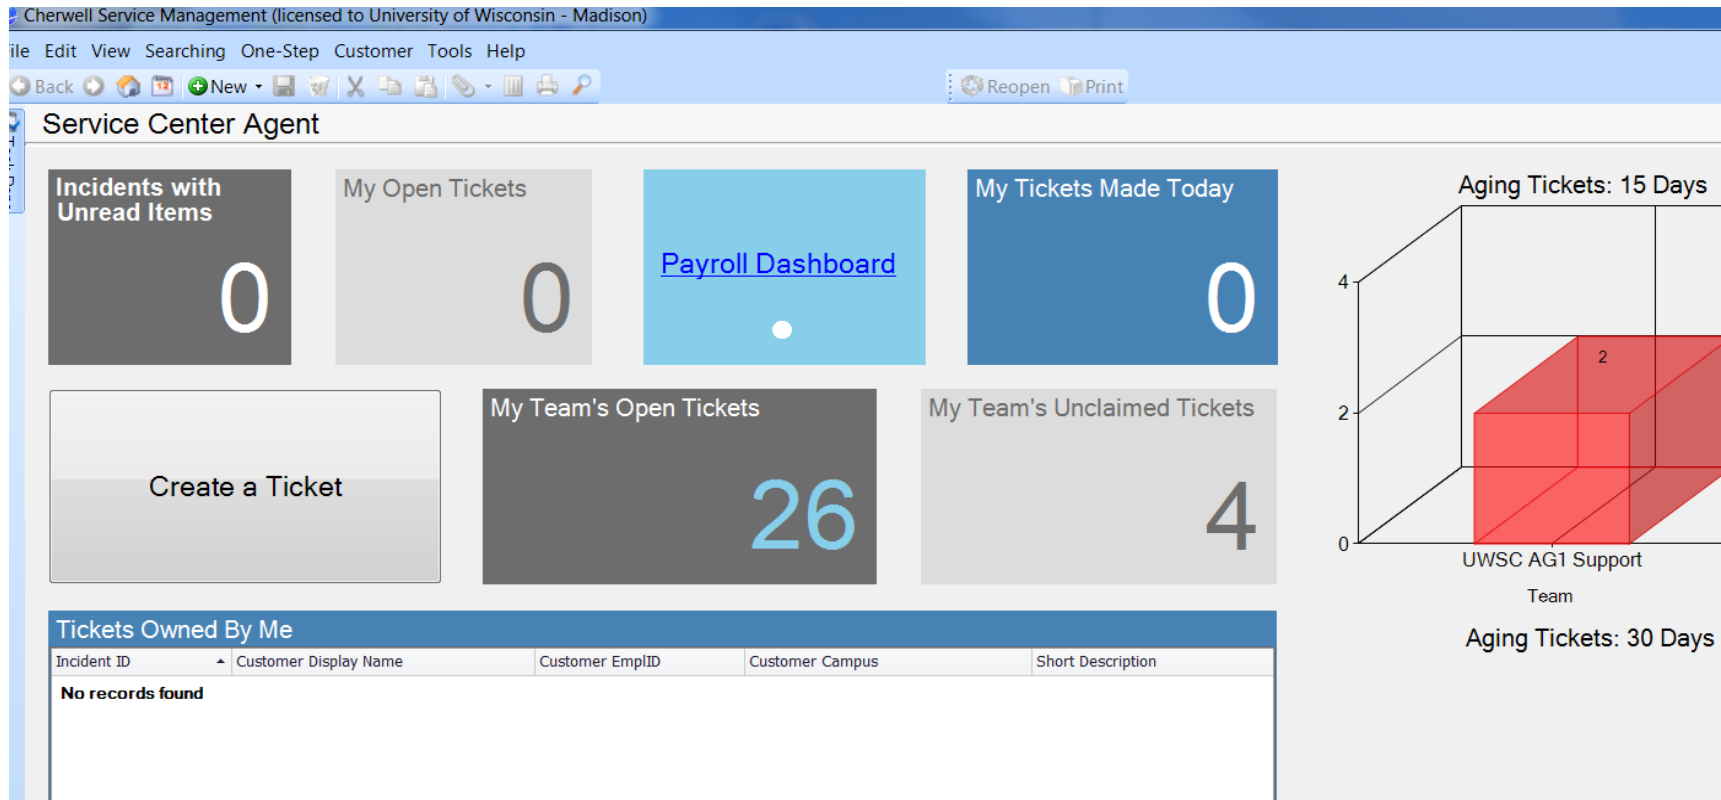 Cherwell Service Management (licensed to University of Wisconsin - Madison)
Edit View Searching One-Step Customer Tools Help
Back New Reopen Print
Service Center Agent
Incidents with
Unread Items
0
My Open Tickets
0
Payroll Dashboard
My Tickets Made Today
0
Create a Ticket
My Team's Open Tickets
26
My Team's Unclaimed Tickets
4
Tickets Owned By Me
Incident ID Customer Display Name Customer EmplID Customer Campus Short Description
No records found
Aging Tickets: 15 Days
4
2
2
0
UWSC AG1 Support
Team
Aging Tickets: 30 Days